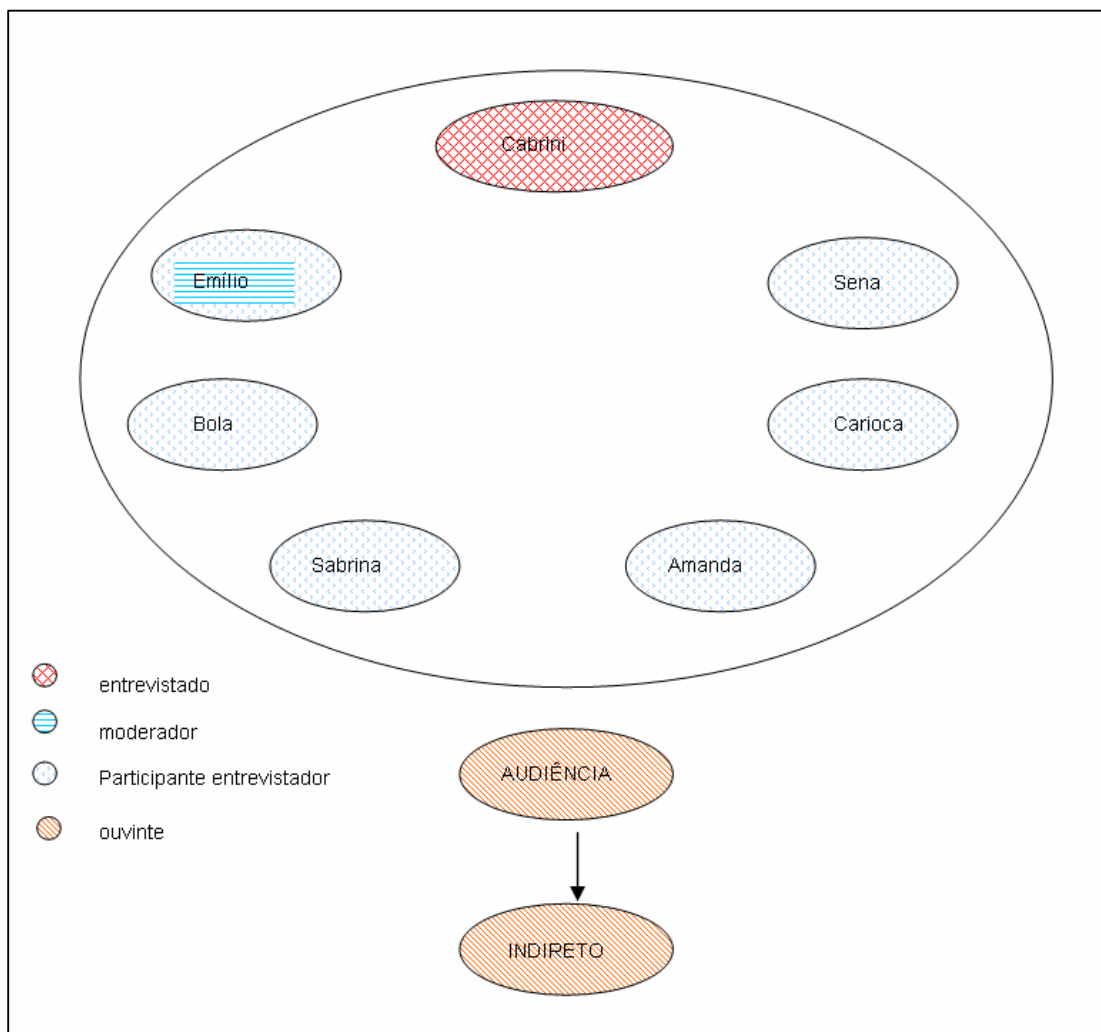 Cabrini
Emílio
Sena
Bola
Carioca
Sabrina
Amanda
entrevistado
moderador
Participante entrevistador
ouvinte
AUDIÊNCIA
INDIRETO